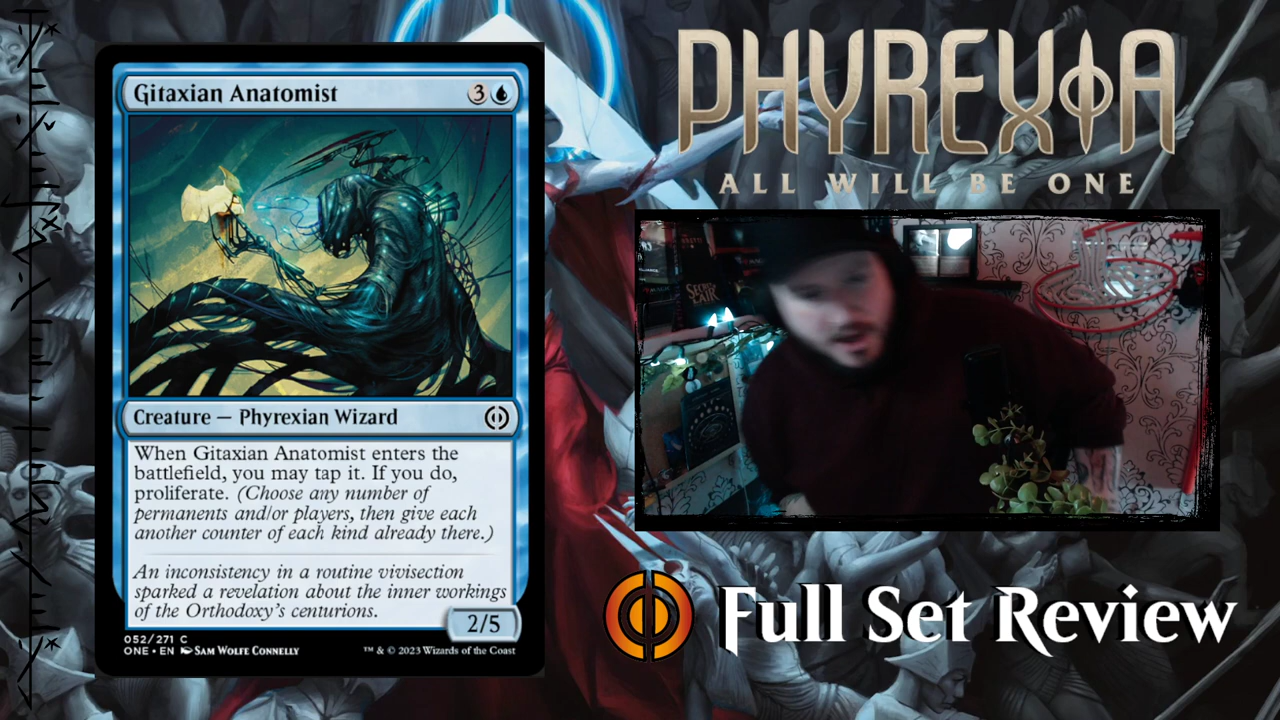 Gitaxian Anatomist
3
Creature — Phyrexian Wizard
When Gitaxian Anatomist enters the
battlefield, you may tap it. If you do,
proliferate. (Choose any number of
permanents and/or players, then give each
another counter of each kind already there.)
An inconsistency in a routine vivisection
sparked a revelation about the inner workings
of the Orthodoxy's centurions.
2/5
052/271 C
ONE • EN SAM WOLFE CONNELLY
™ & © 2023 Wizards of the Coast
PHYREXIA
ALL WILL BE ONE
SECRET
LAIR
Full Set Review